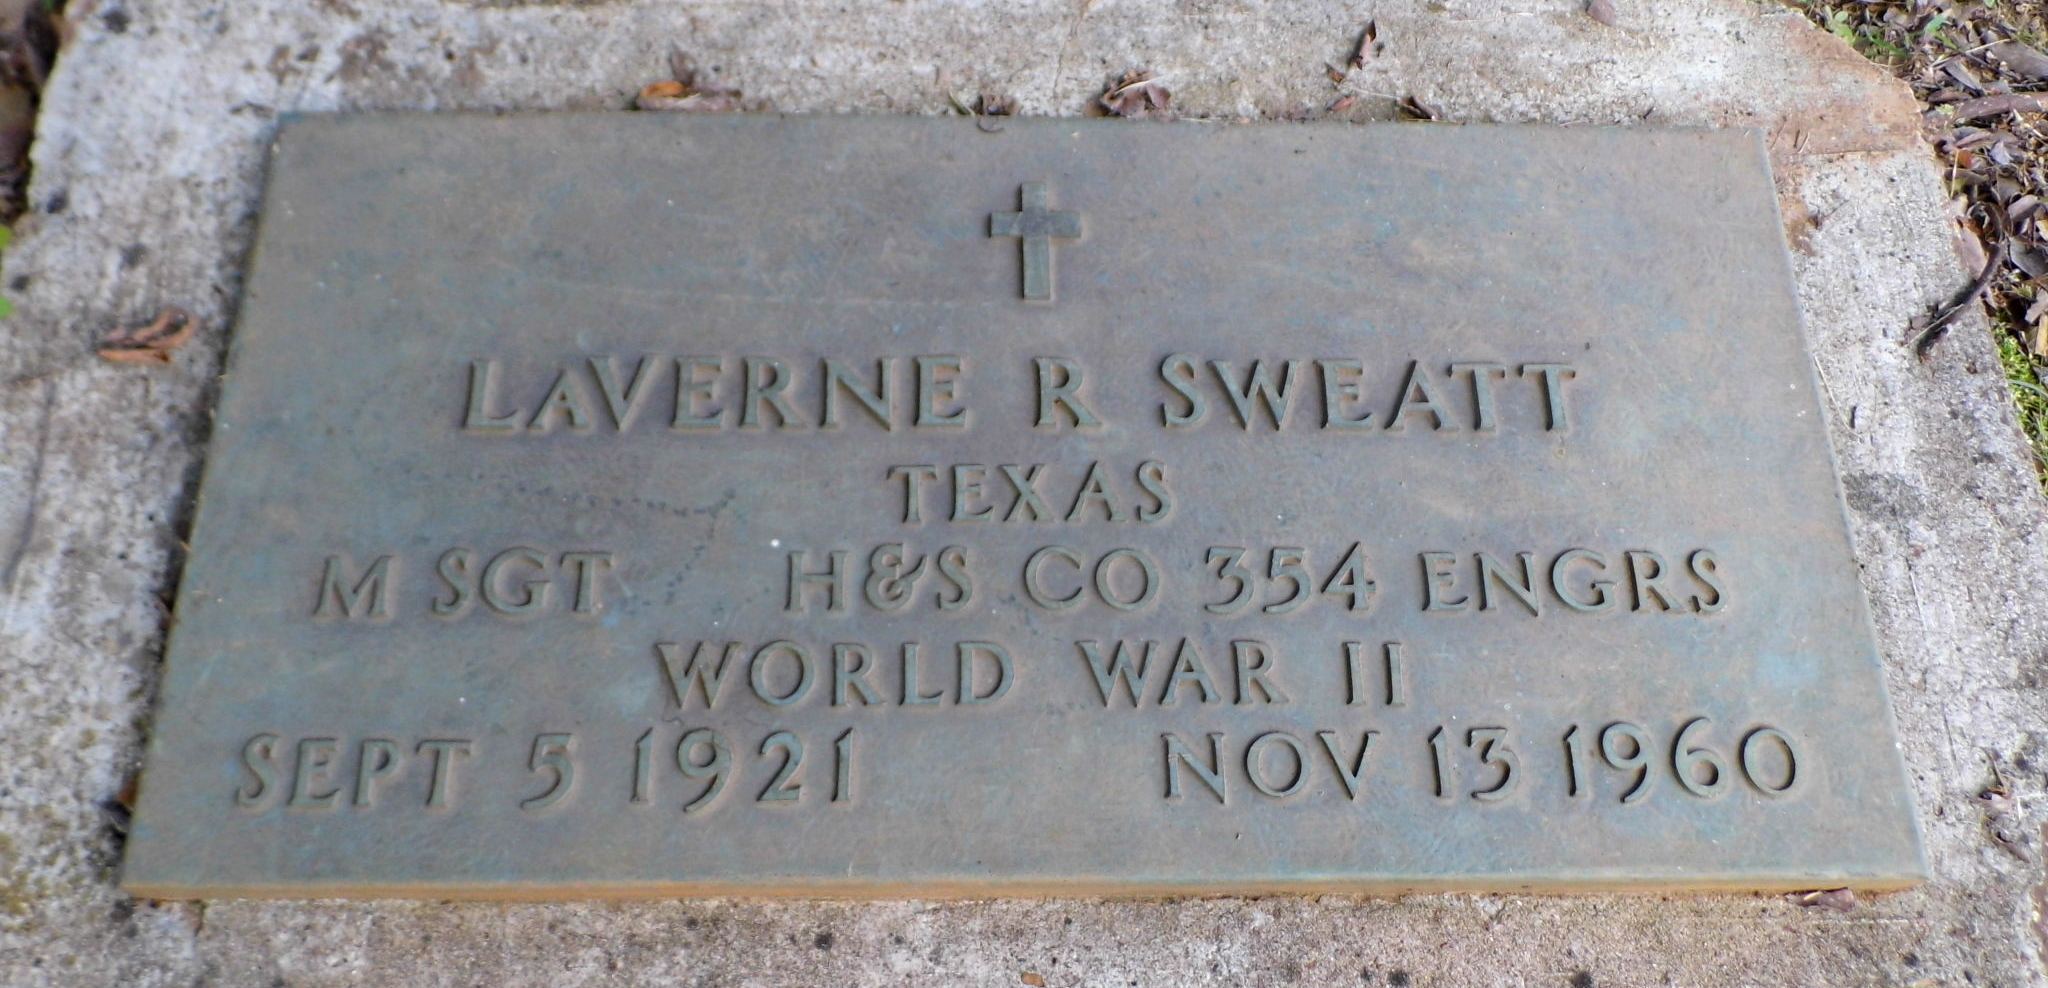 LAVERNE R SWEATT
TEXAS
M SGT H&S CO 354 ENGRS
WORLD WAR II
SEPT 5 1921 NOV 13 1960